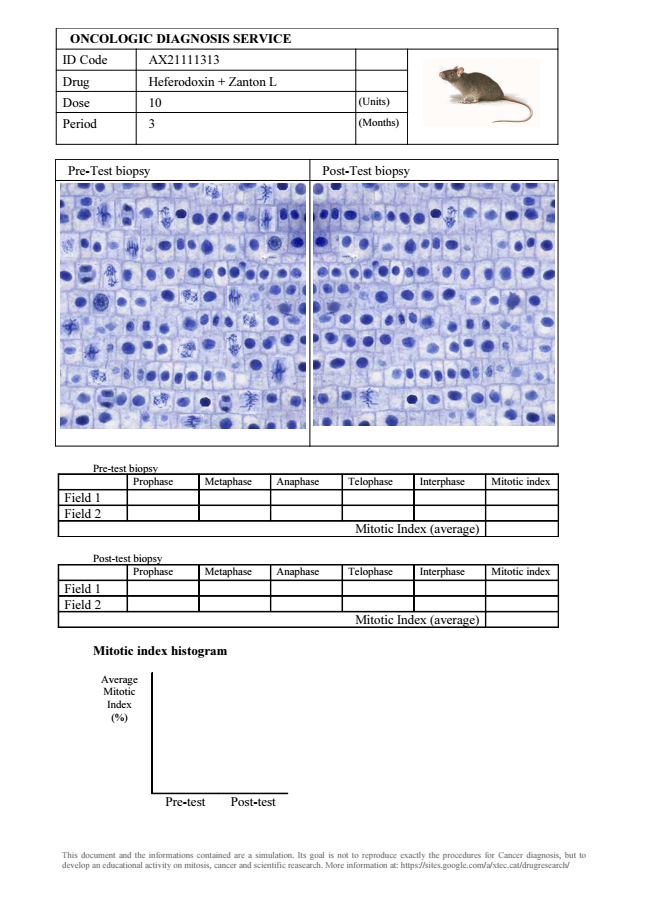 ONCOLOGIC DIAGNOSIS SERVICE
ID Code AX21111313
Drug Heferodoxin + Zanton L
Dose 10 (Units)
Period 3 (Months)
Pre-Test biopsy Post-Test biopsy
Pre-test biopsy
Prophase Metaphase Anaphase Telophase Interphase Mitotic index
Field 1
Field 2
Mitotic Index (average)
Post-test biopsy
Prophase Metaphase Anaphase Telophase Interphase Mitotic index
Field 1
Field 2
Mitotic Index (average)
Mitotic index histogram
Average
Mitotic
Index
(%)
Pre-test Post-test
This document and the informations contained are a simulation. Its goal is not to reproduce exactly the procedures for Cancer diagnosis, but to
develop an educational activity on mitosis, cancer and scientific reasearch. More information at: https://sites.google.com/a/xtec.cat/drugresearch/